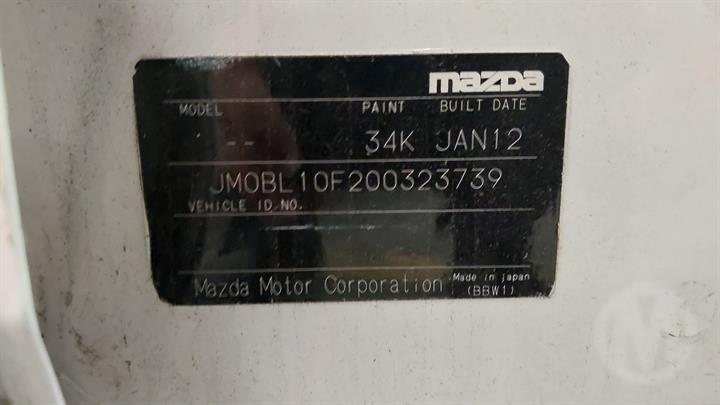 mazda
MODEL PAINT BUILT DATE
-- 34K JAN12
JM0BL10F200323739
VEHICLE ID.NO.
Mazda Motor Corporation Made in japan
(BBW1)